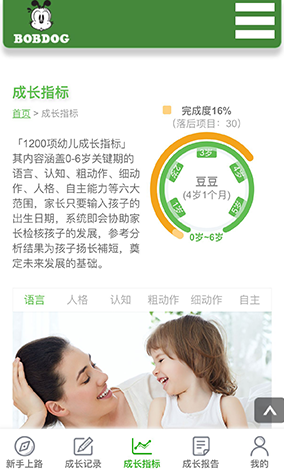 BOBDOG
成长指标
首页 > 成长指标
完成度16%
(落后项目：30)
「1200项幼儿成长指标」
其内容涵盖0-6岁关键期的
语言、认知、粗动作、细动
作、人格、自主能力等六大
范围，家长只要输入孩子的
出生日期，系统即会协助家
长检核孩子的发展，参考分
析结果为孩子扬长補短，奠
定未来发展的基础。
1岁
2岁
3岁
4岁
5岁
豆豆
(4岁1个月)
0岁~6岁
语言 人格 认知 粗动作 细动作 自主
新手上路 成长记录 成长指标 成长报告 我的